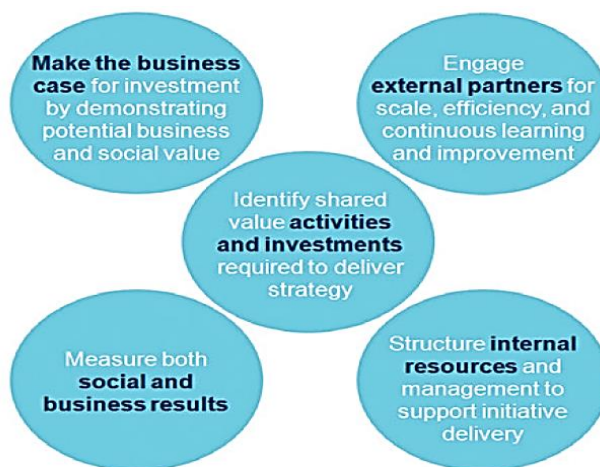 Make the business
case for investment
by demonstrating
potential business
and social value
Engage
external partners for
scale, efficiency, and
continuous learning
and improvement
Identify shared
value activities
and investments
required to deliver
strategy
Measure both
social and
business results
Structure internal
resources and
management to
support initiative
delivery